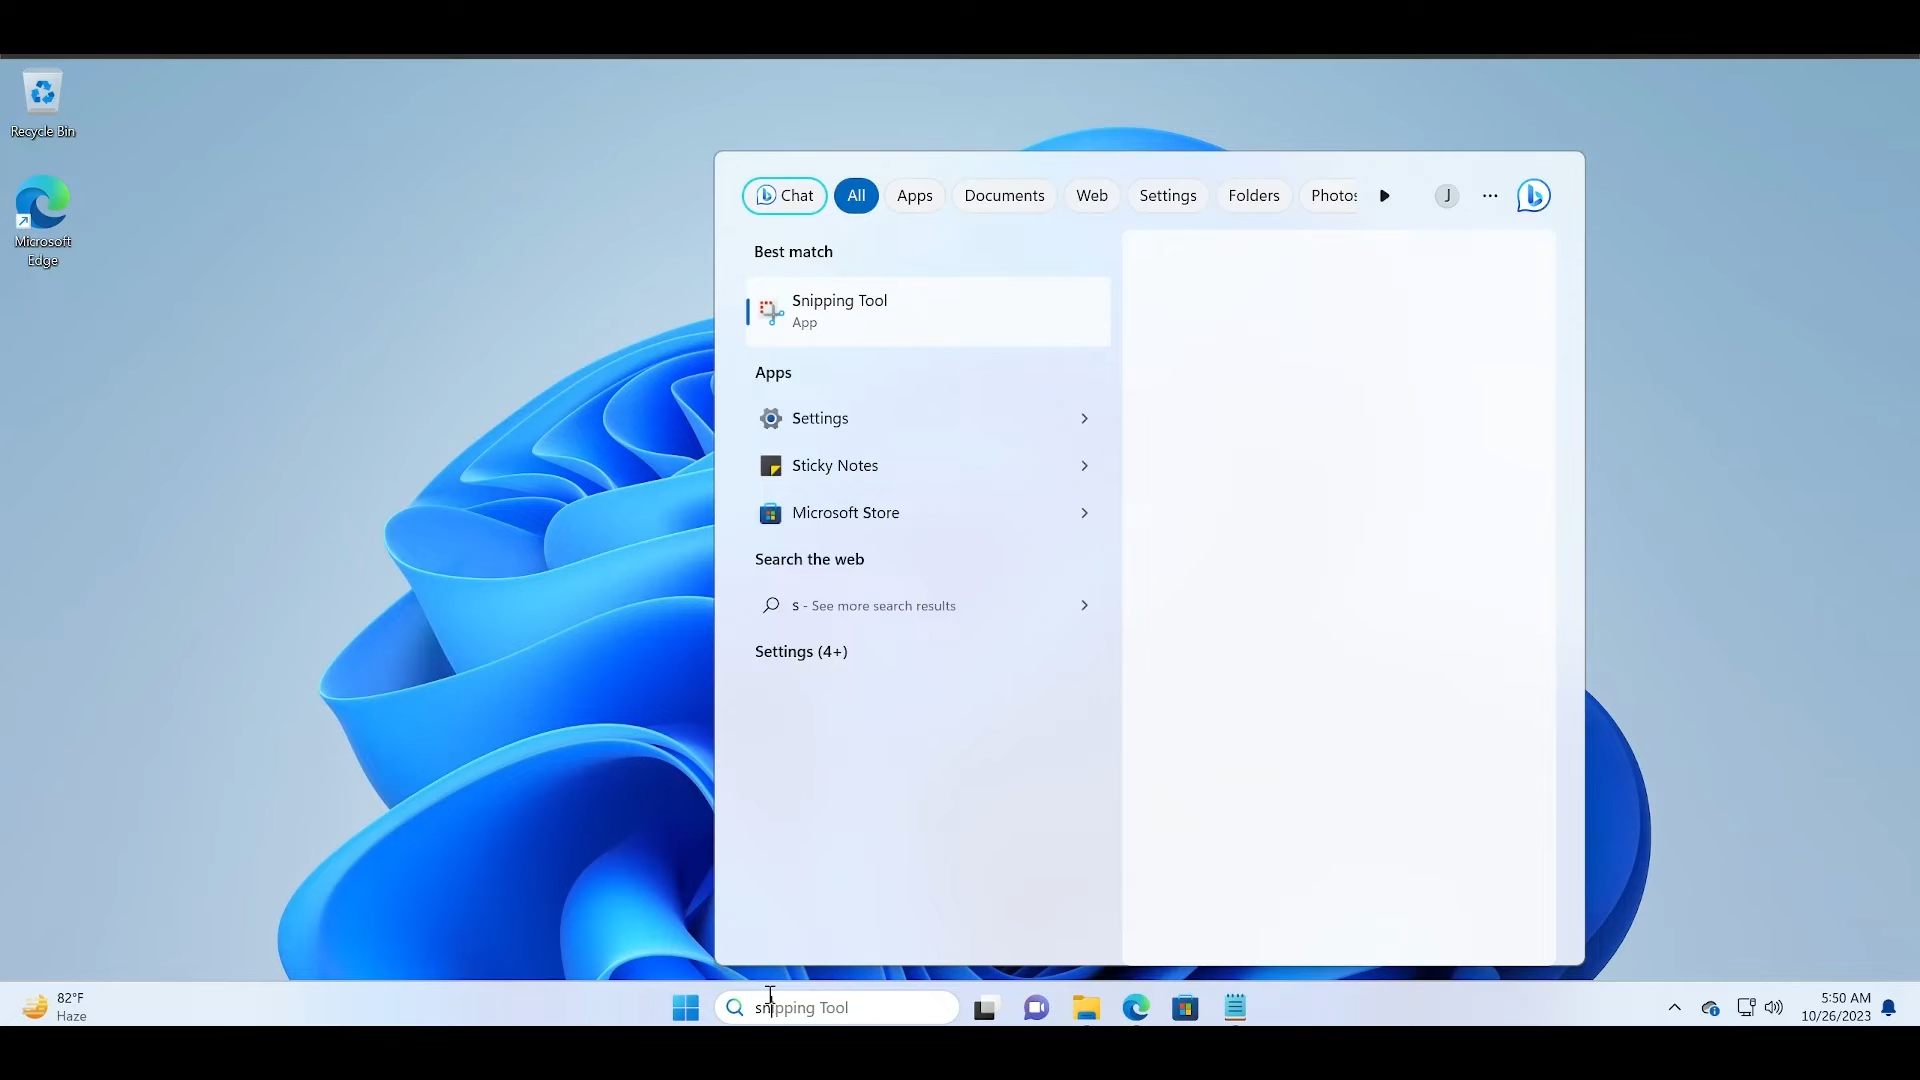 Recycle Bin
Microsoft
Edge
Chat
All
Apps
Documents
Web
Settings
Folders
Photos
J
Best match
Snipping Tool
App
Apps
Settings
Sticky Notes
Microsoft Store
Search the web
s - See more search results
Settings (4+)
82°F
Haze
snipping Tool
5:50 AM
10/26/2023